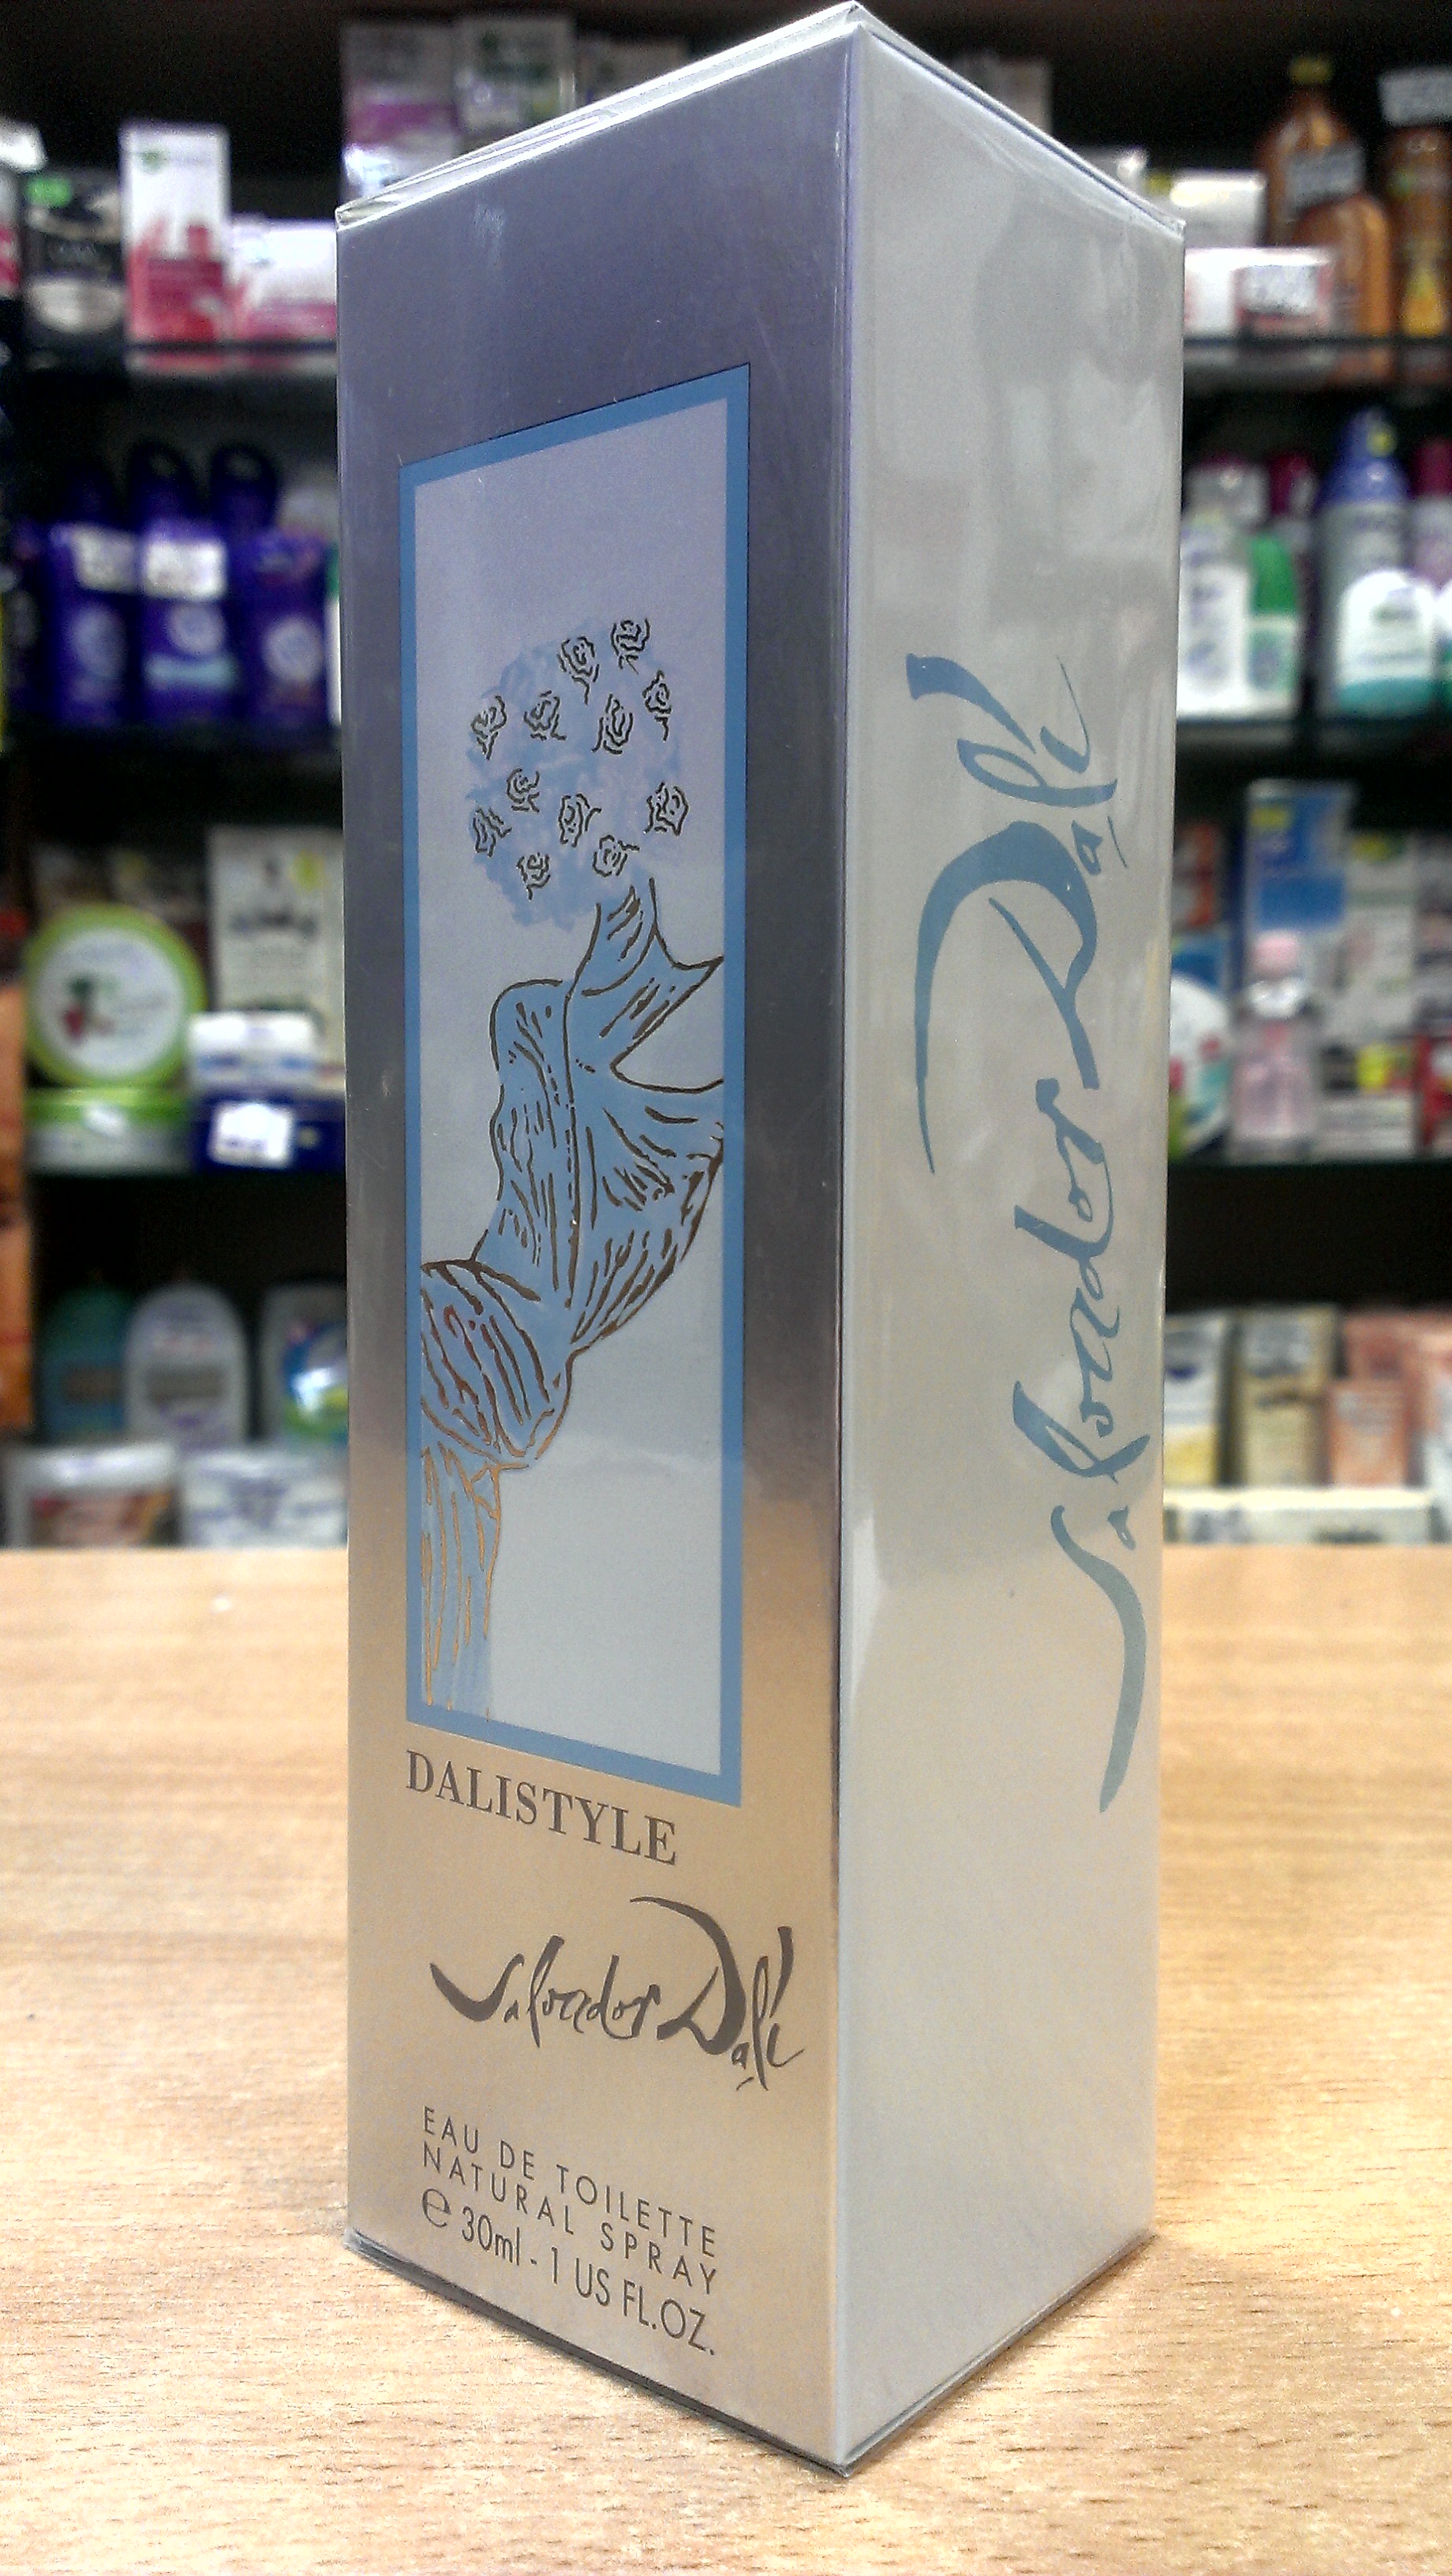 DALISTYLE
Salvador Dalí
EAU DE TOILETTE
NATURAL SPRAY
℮ 30ml - 1 US FL.OZ.
Salvador Dalí